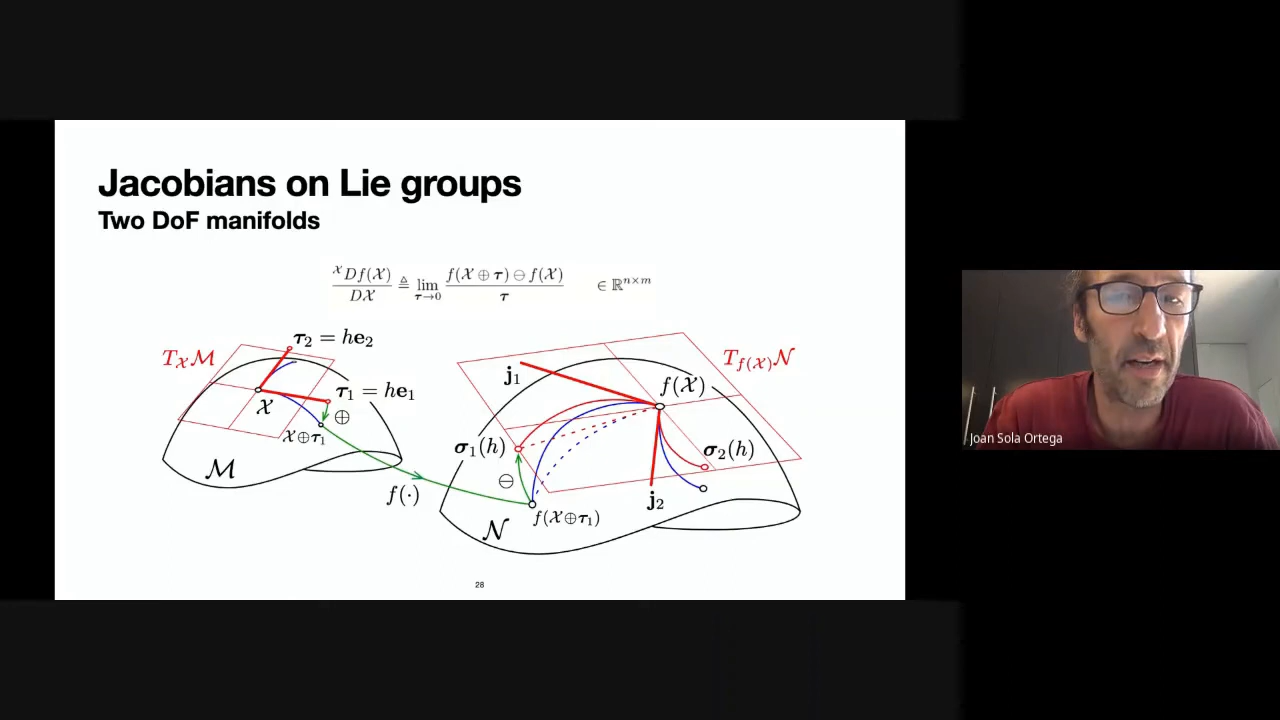 Jacobians on Lie groups
Two DoF manifolds
ᵡDf(𝒳) / D𝒳 ≜ lim τ→0 f(𝒳 ⊕ τ) ⊖ f(𝒳) / τ ∈ ℝⁿˣᵐ
τ₂ = he₂
T_𝒳ℳ
τ₁ = he₁
𝒳
⊕
𝒳⊕τ₁
ℳ
f(·)
T_f(𝒳)𝒩
j₁
f(𝒳)
σ₁(h)
σ₂(h)
⊖
j₂
𝒩
f(𝒳⊕τ₁)
28
Joan Sola Ortega